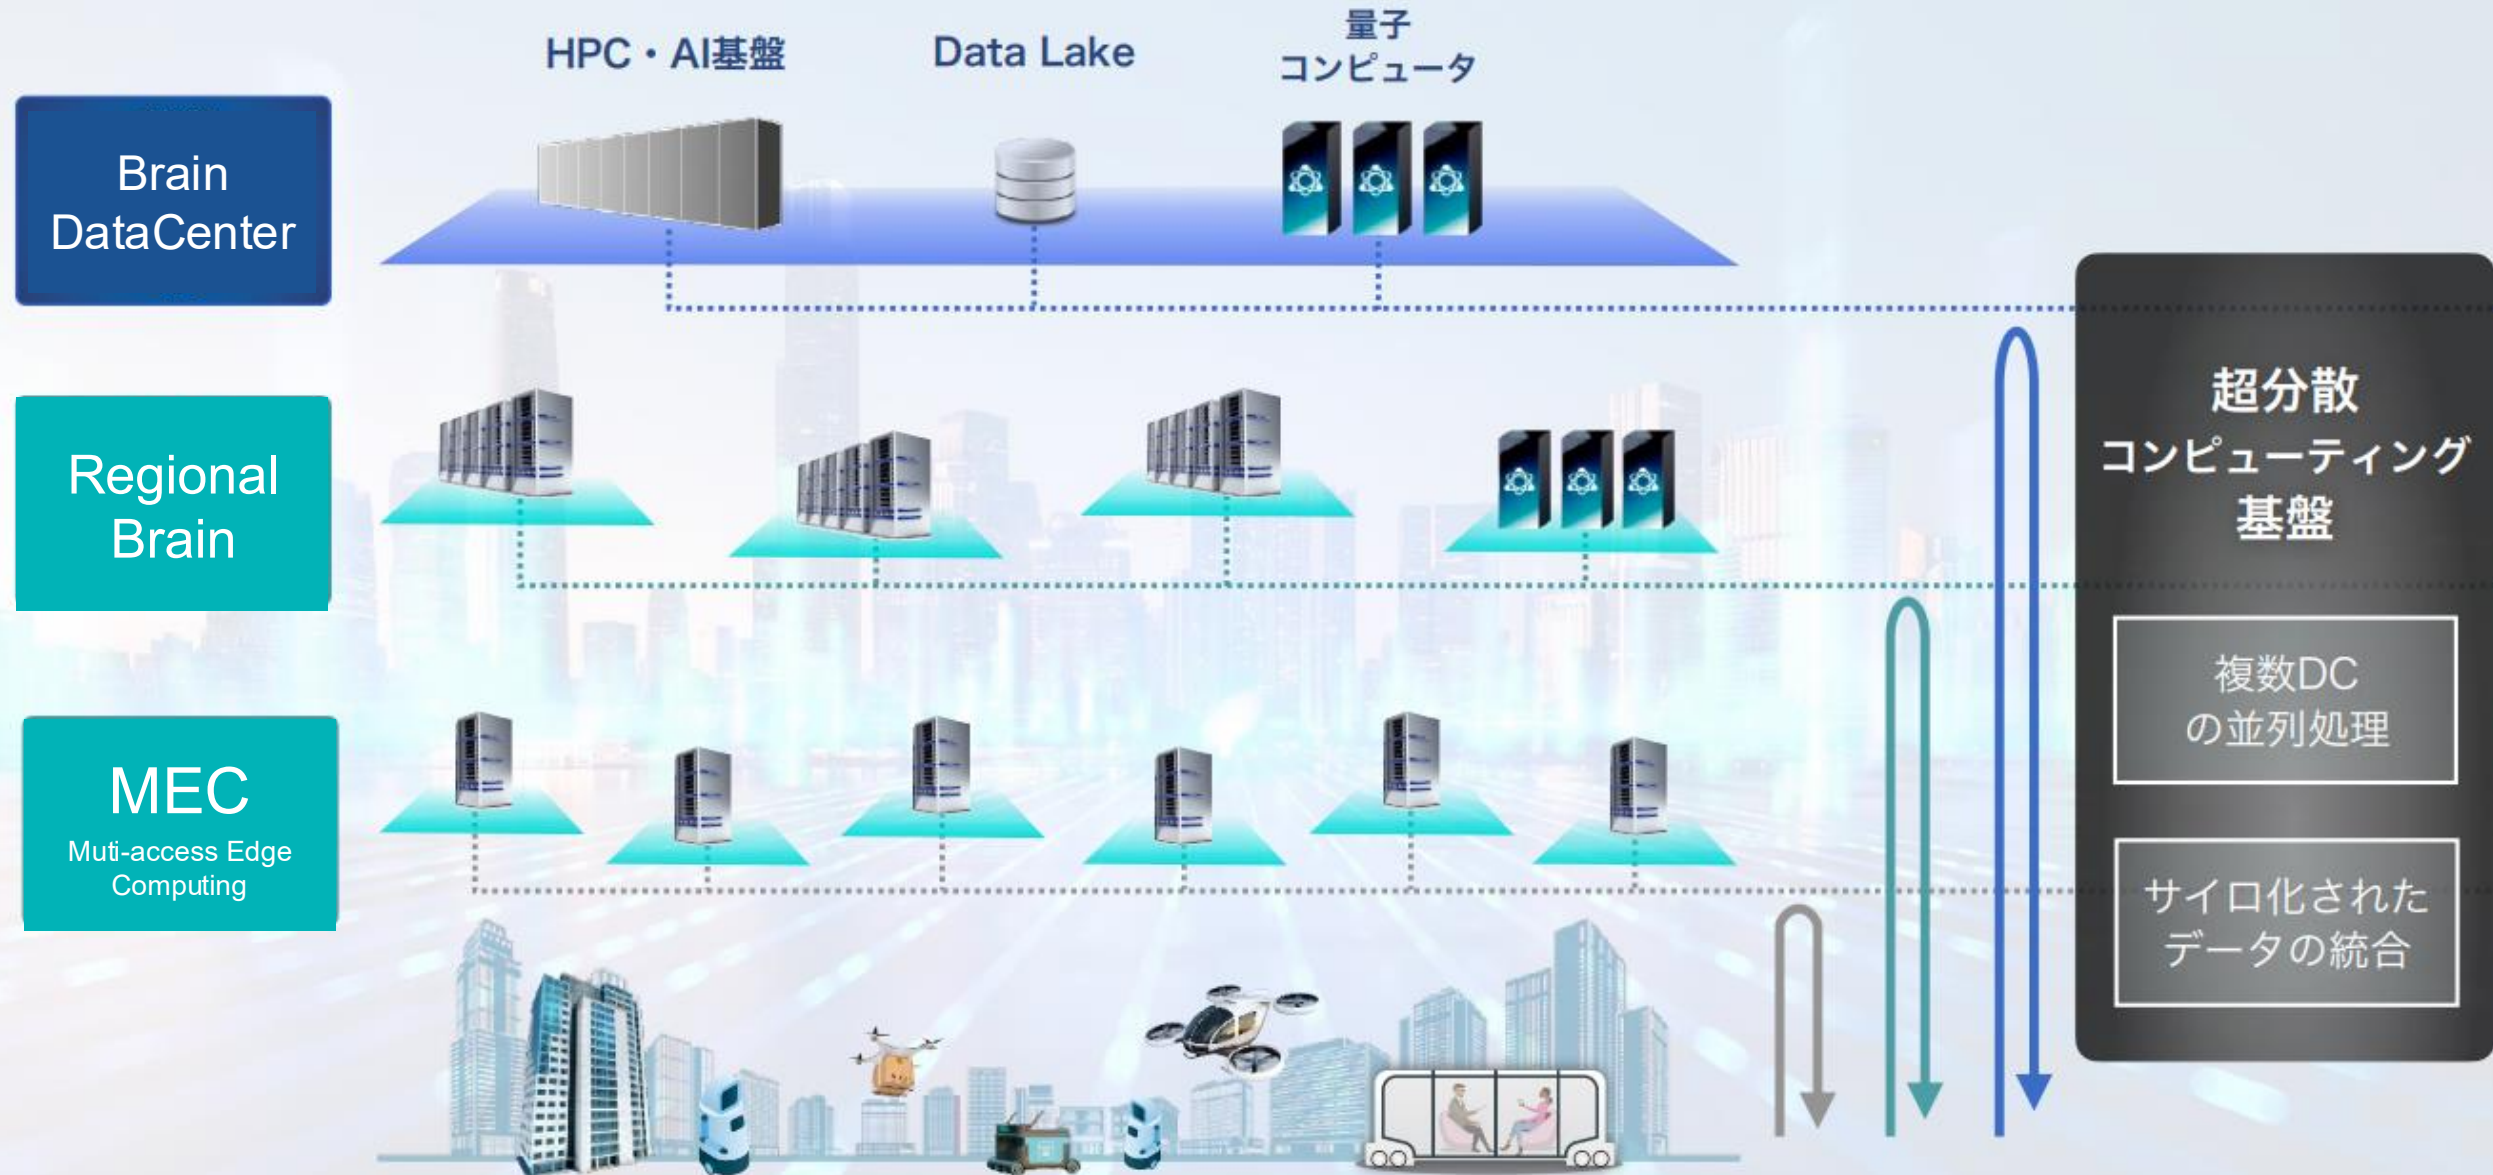 HPC・AI基盤
Data Lake
量子
コンピュータ
Brain
DataCenter
Regional
Brain
MEC
Muti-access Edge
Computing
超分散
コンピューティング
基盤
複数DC
の並列処理
サイロ化された
データの統合